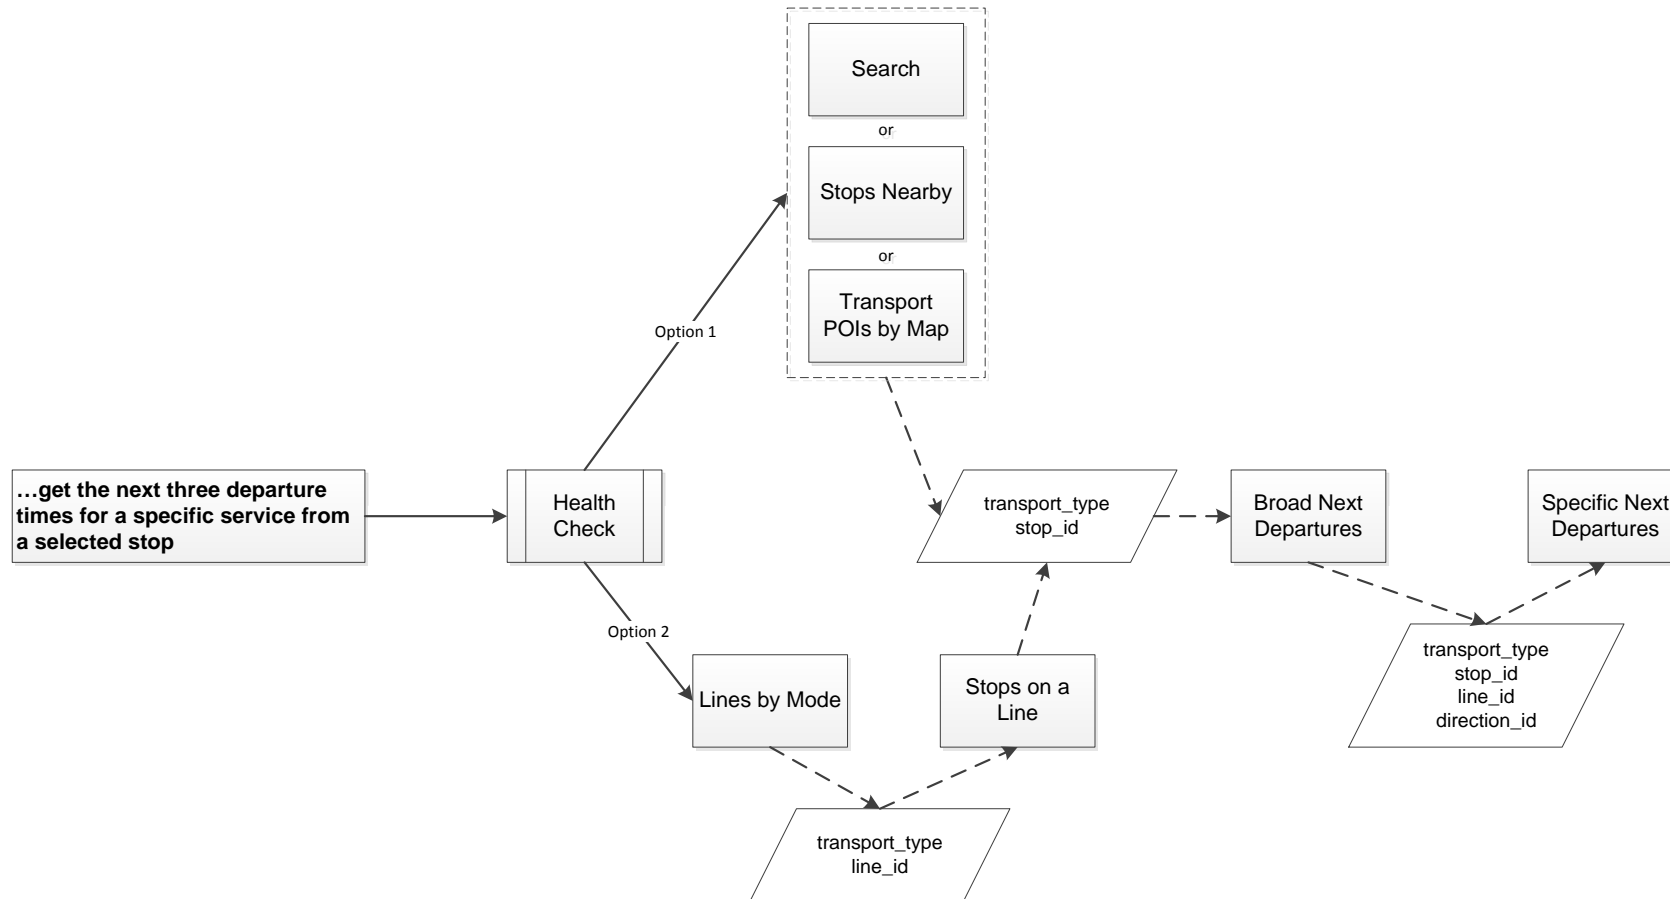 Search
or
Stops Nearby
or
Transport
POIs by Map
Option 1
…get the next three departure
times for a specific service from
a selected stop
Health
Check
transport_type
stop_id
Broad Next
Departures
Specific Next
Departures
Option 2
Lines by Mode
Stops on a
Line
transport_type
stop_id
line_id
direction_id
transport_type
line_id